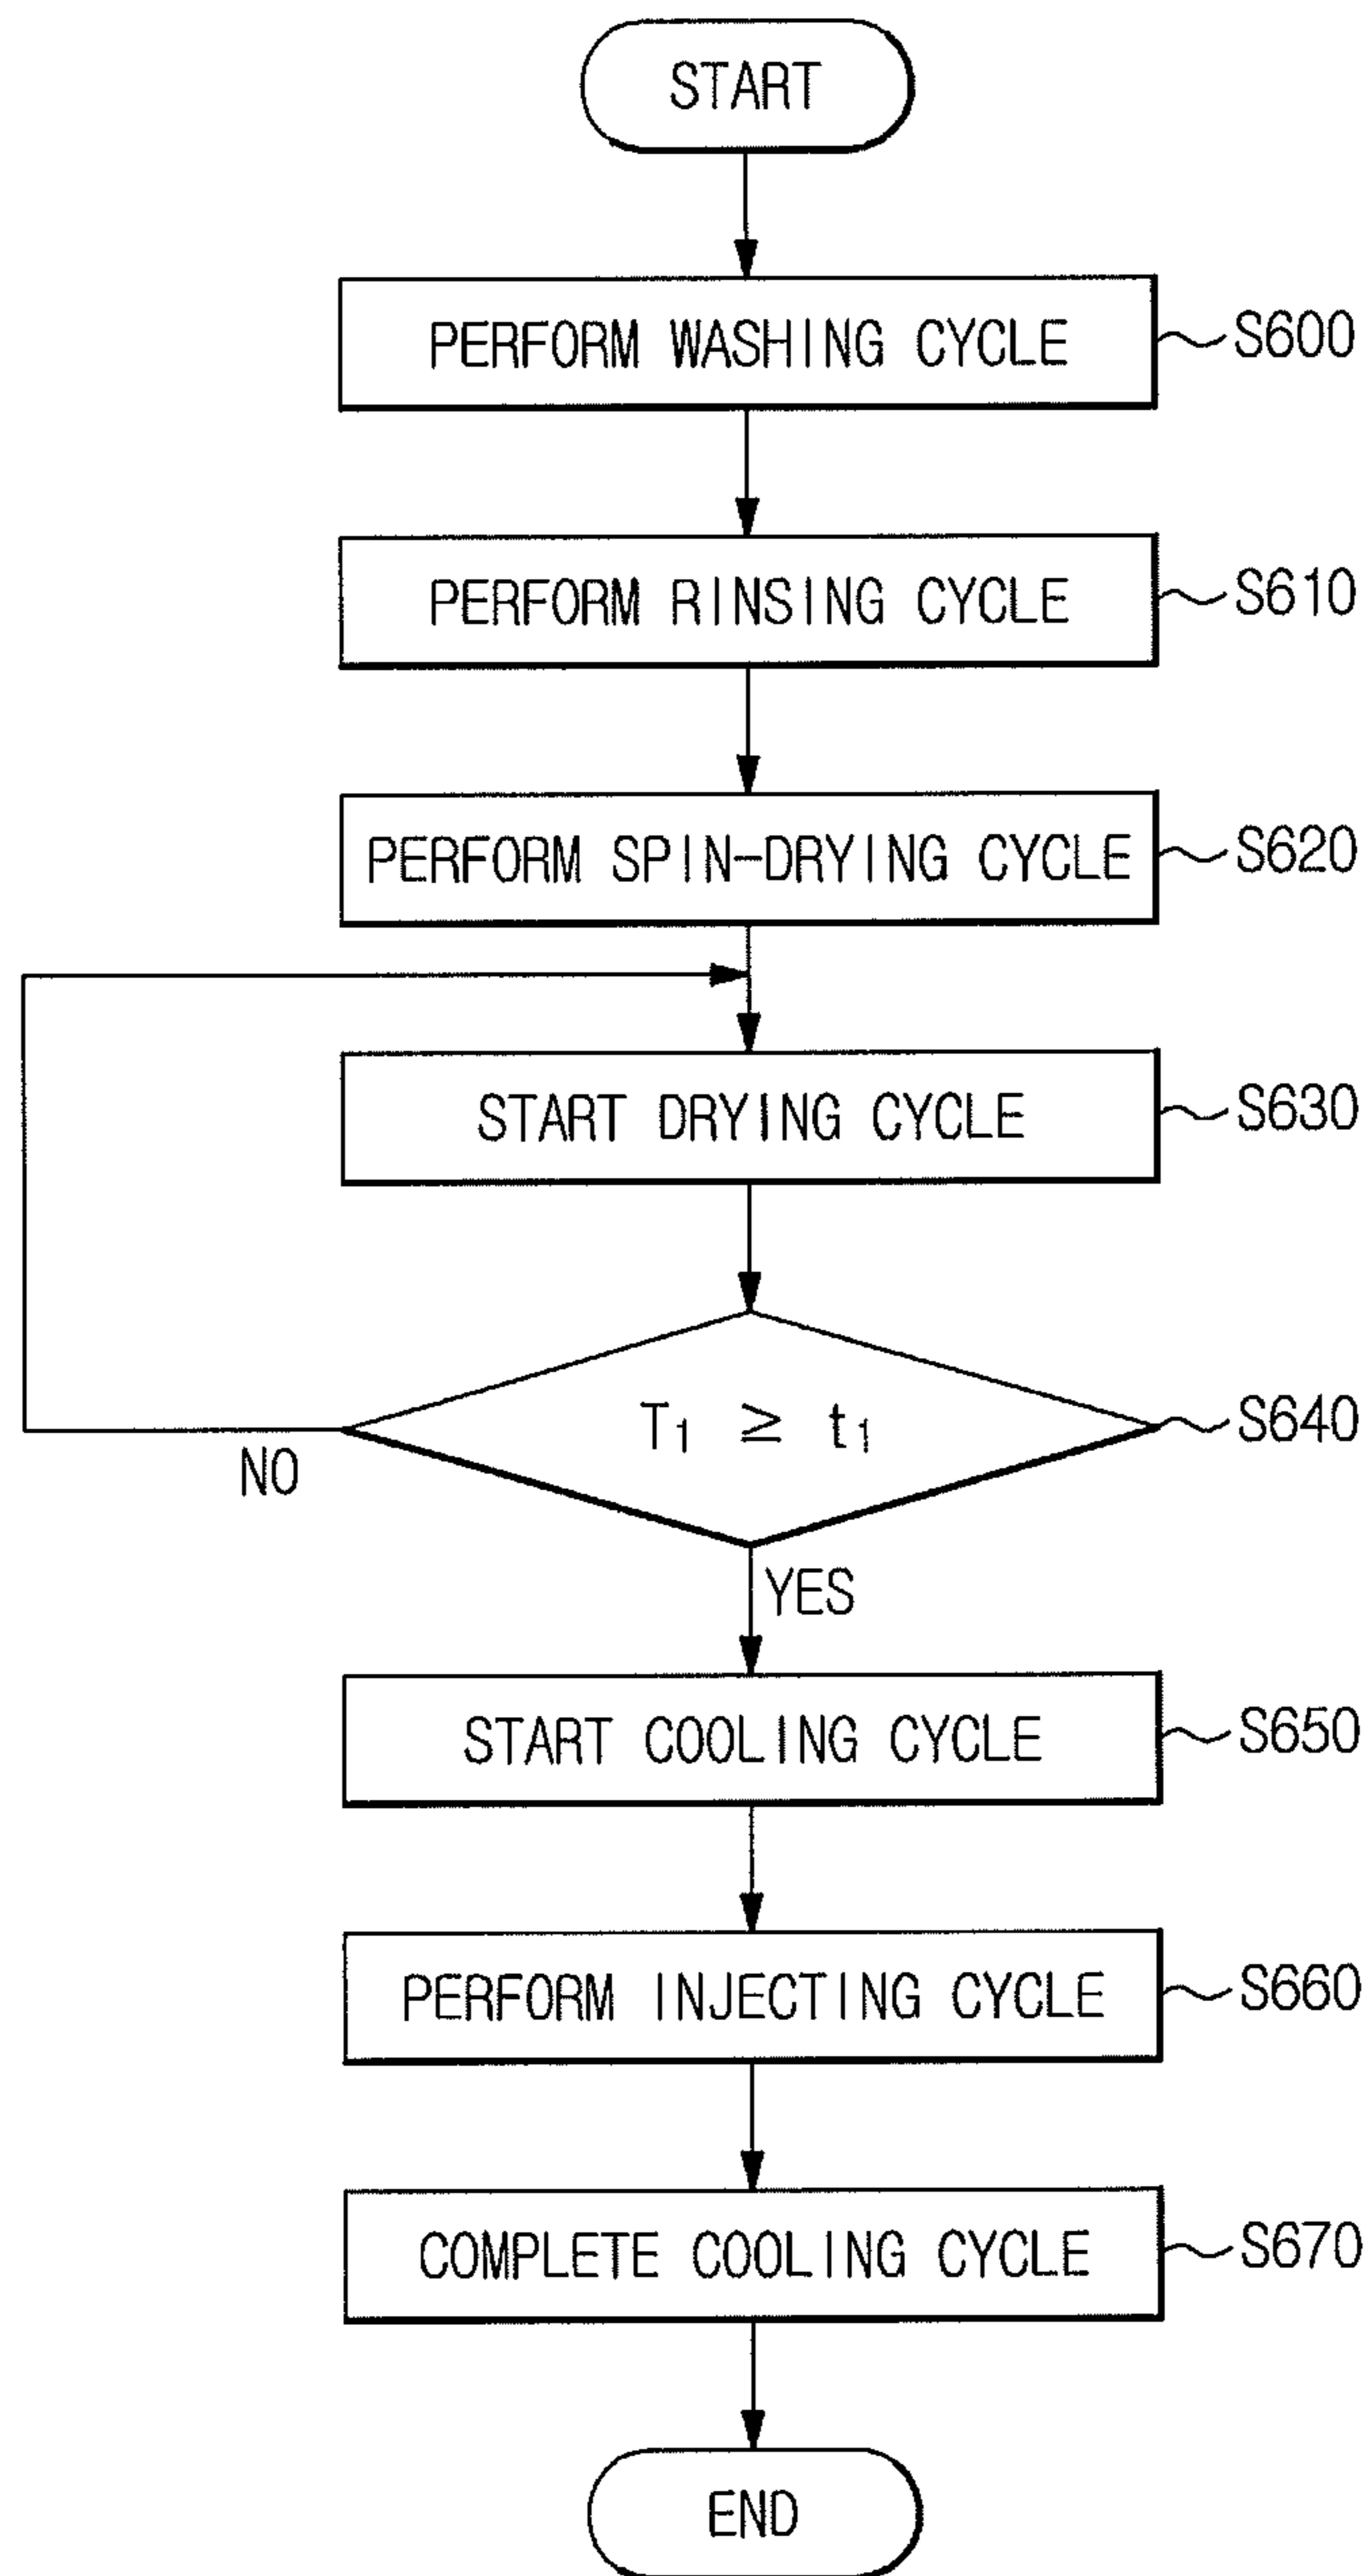 START
PERFORM WASHING CYCLE
S600
PERFORM RINSING CYCLE
S610
PERFORM SPIN-DRYING CYCLE
S620
START DRYING CYCLE
S630
T₁ ≥ t₁
S640
NO
YES
START COOLING CYCLE
S650
PERFORM INJECTING CYCLE
S660
COMPLETE COOLING CYCLE
S670
END